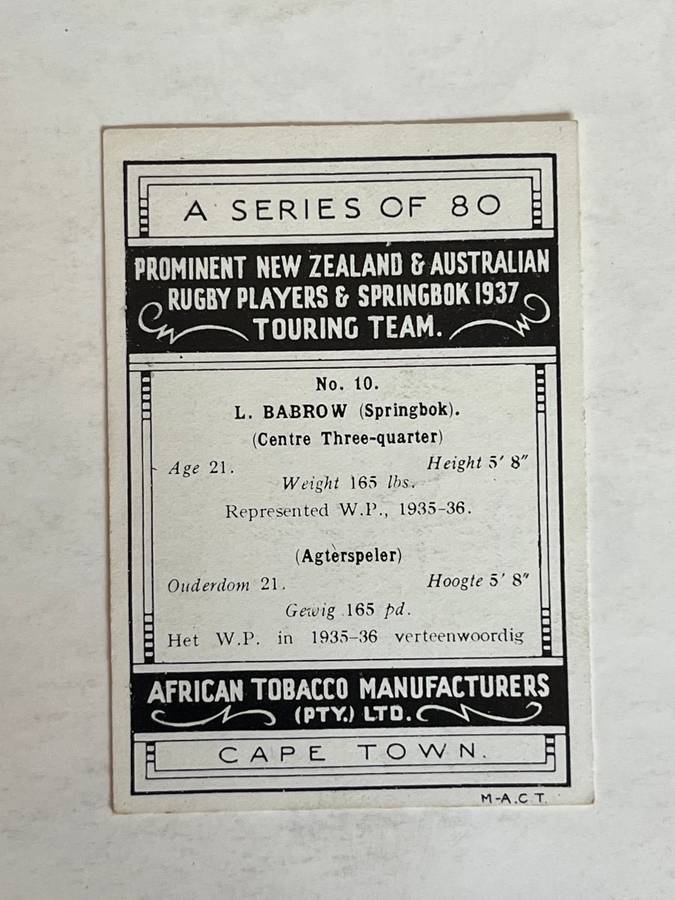 A SERIES OF 80
PROMINENT NEW ZEALAND & AUSTRALIAN
RUGBY PLAYERS & SPRINGBOK 1937
TOURING TEAM.
No. 10.
L. BABROW (Springbok).
(Centre Three-quarter)
Age 21. Height 5' 8"
Weight 165 lbs.
Represented W.P., 1935-36.
(Agterspeler)
Ouderdom 21. Hoogte 5' 8"
Gewig 165 pd.
Het W.P. in 1935-36 verteenwoordig
AFRICAN TOBACCO MANUFACTURERS
(PTY.) LTD.
CAPE TOWN.
M-A.C.T.